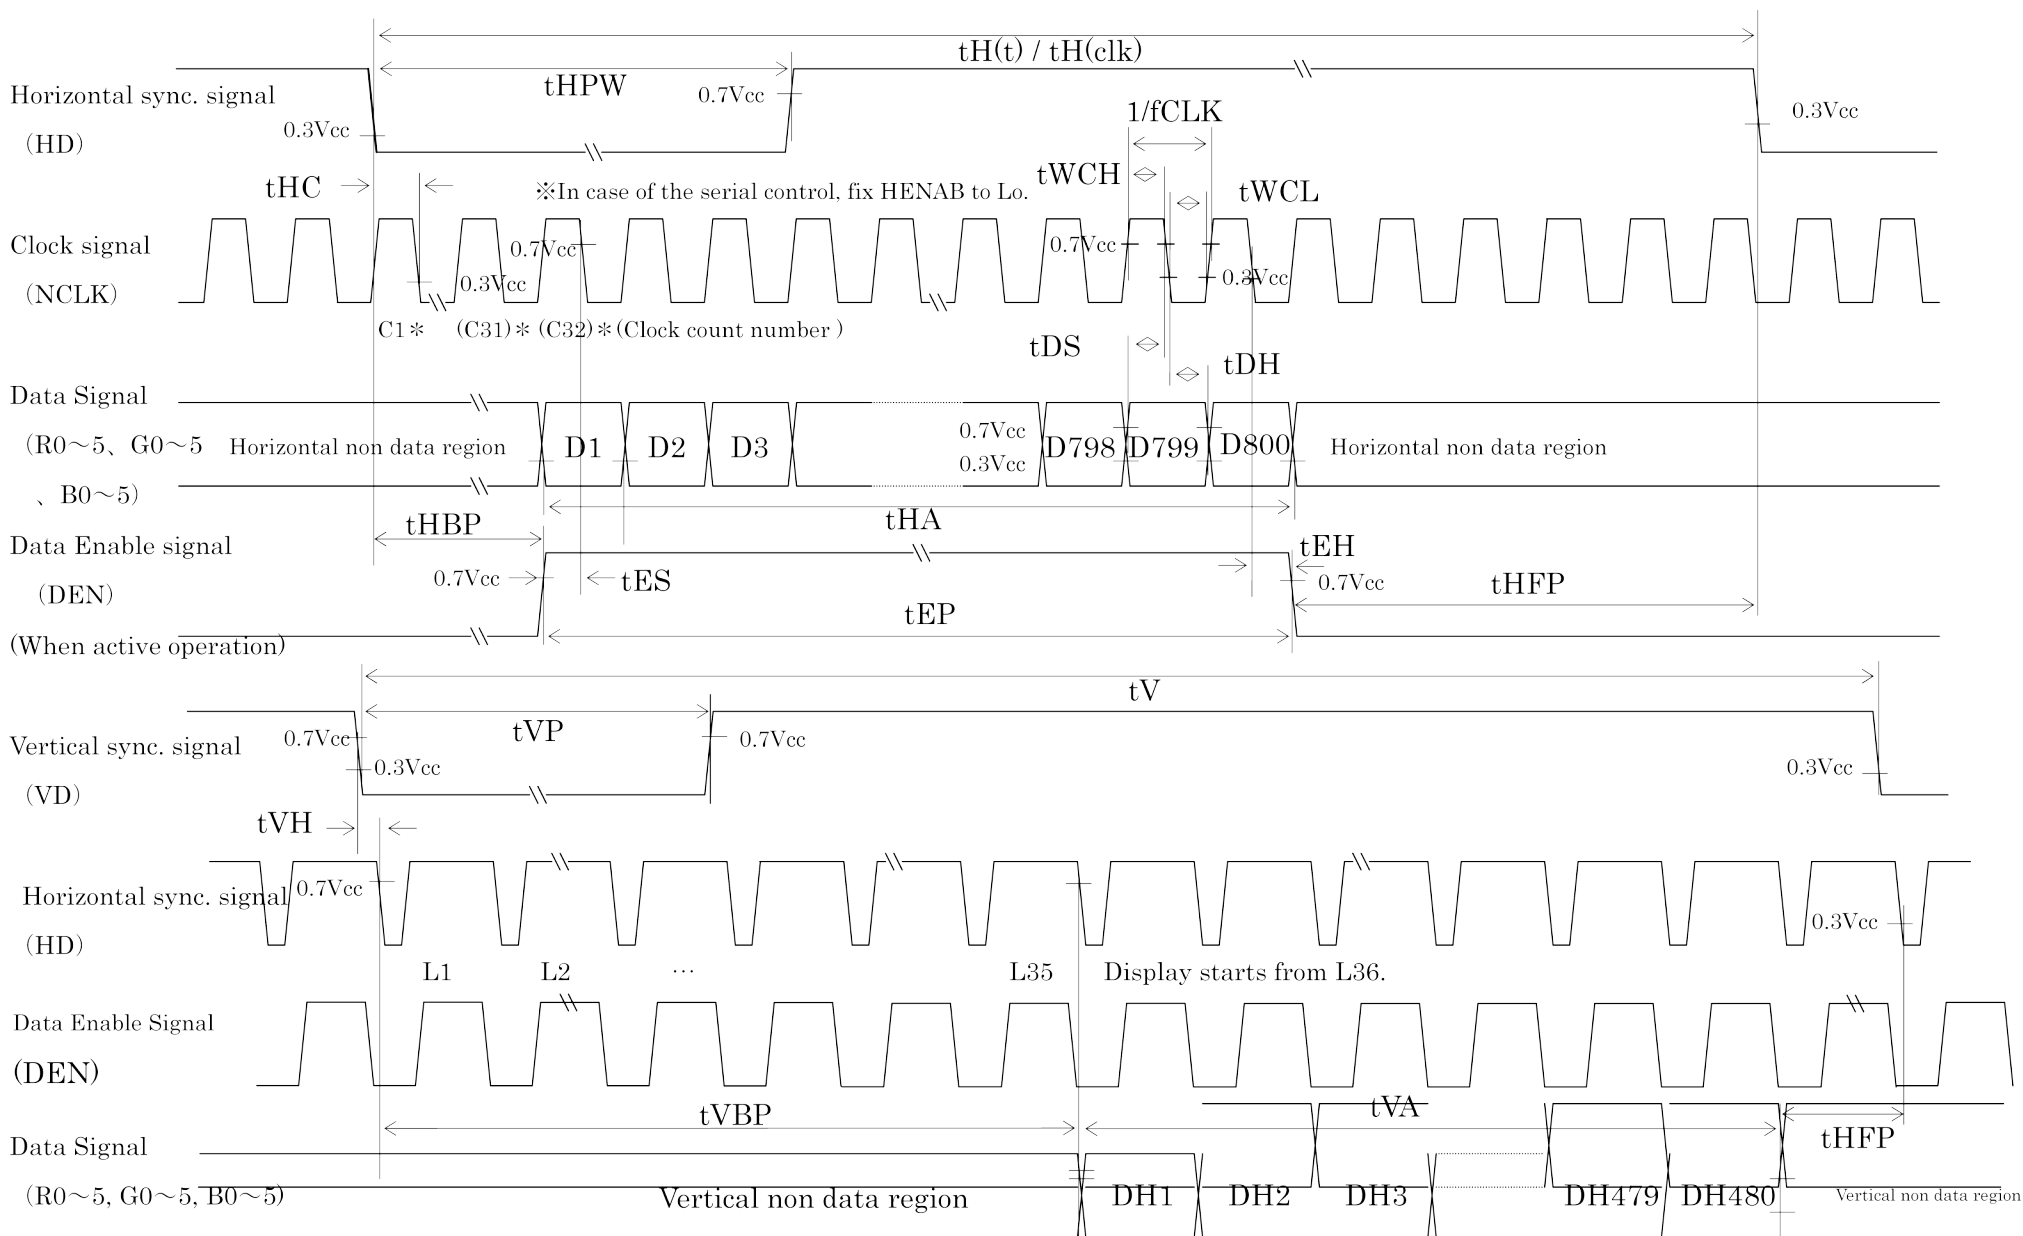 tH(t) / tH(clk)
tHPW
0.7Vcc
Horizontal sync. signal
0.3Vcc
1/fCLK
0.3Vcc
（HD）
tHC
※In case of the serial control, fix HENAB to Lo.
tWCH
tWCL
Clock signal
0.7Vcc
0.7Vcc
（NCLK）
0.3Vcc
0.3Vcc
C1＊
(C31)＊
(C32)＊
(Clock count number )
tDS
tDH
Data Signal
（R0～5、G0～5
Horizontal non data region
D1
D2
D3
0.7Vcc
0.3Vcc
D798
D799
D800
Horizontal non data region
、B0～5）
tHBP
tHA
Data Enable signal
tEH
0.7Vcc
tES
0.7Vcc
tHFP
（DEN）
tEP
(When active operation)
tV
tVP
Vertical sync. signal
0.7Vcc
0.7Vcc
0.3Vcc
0.3Vcc
（VD）
tVH
Horizontal sync. signal
0.7Vcc
0.3Vcc
（HD）
L1
L2
…
L35
Display starts from L36.
Data Enable Signal
(DEN)
tVBP
tVA
tHFP
Data Signal
（R0～5, G0～5, B0～5)
Vertical non data region
DH1
DH2
DH3
DH479
DH480
Vertical non data region